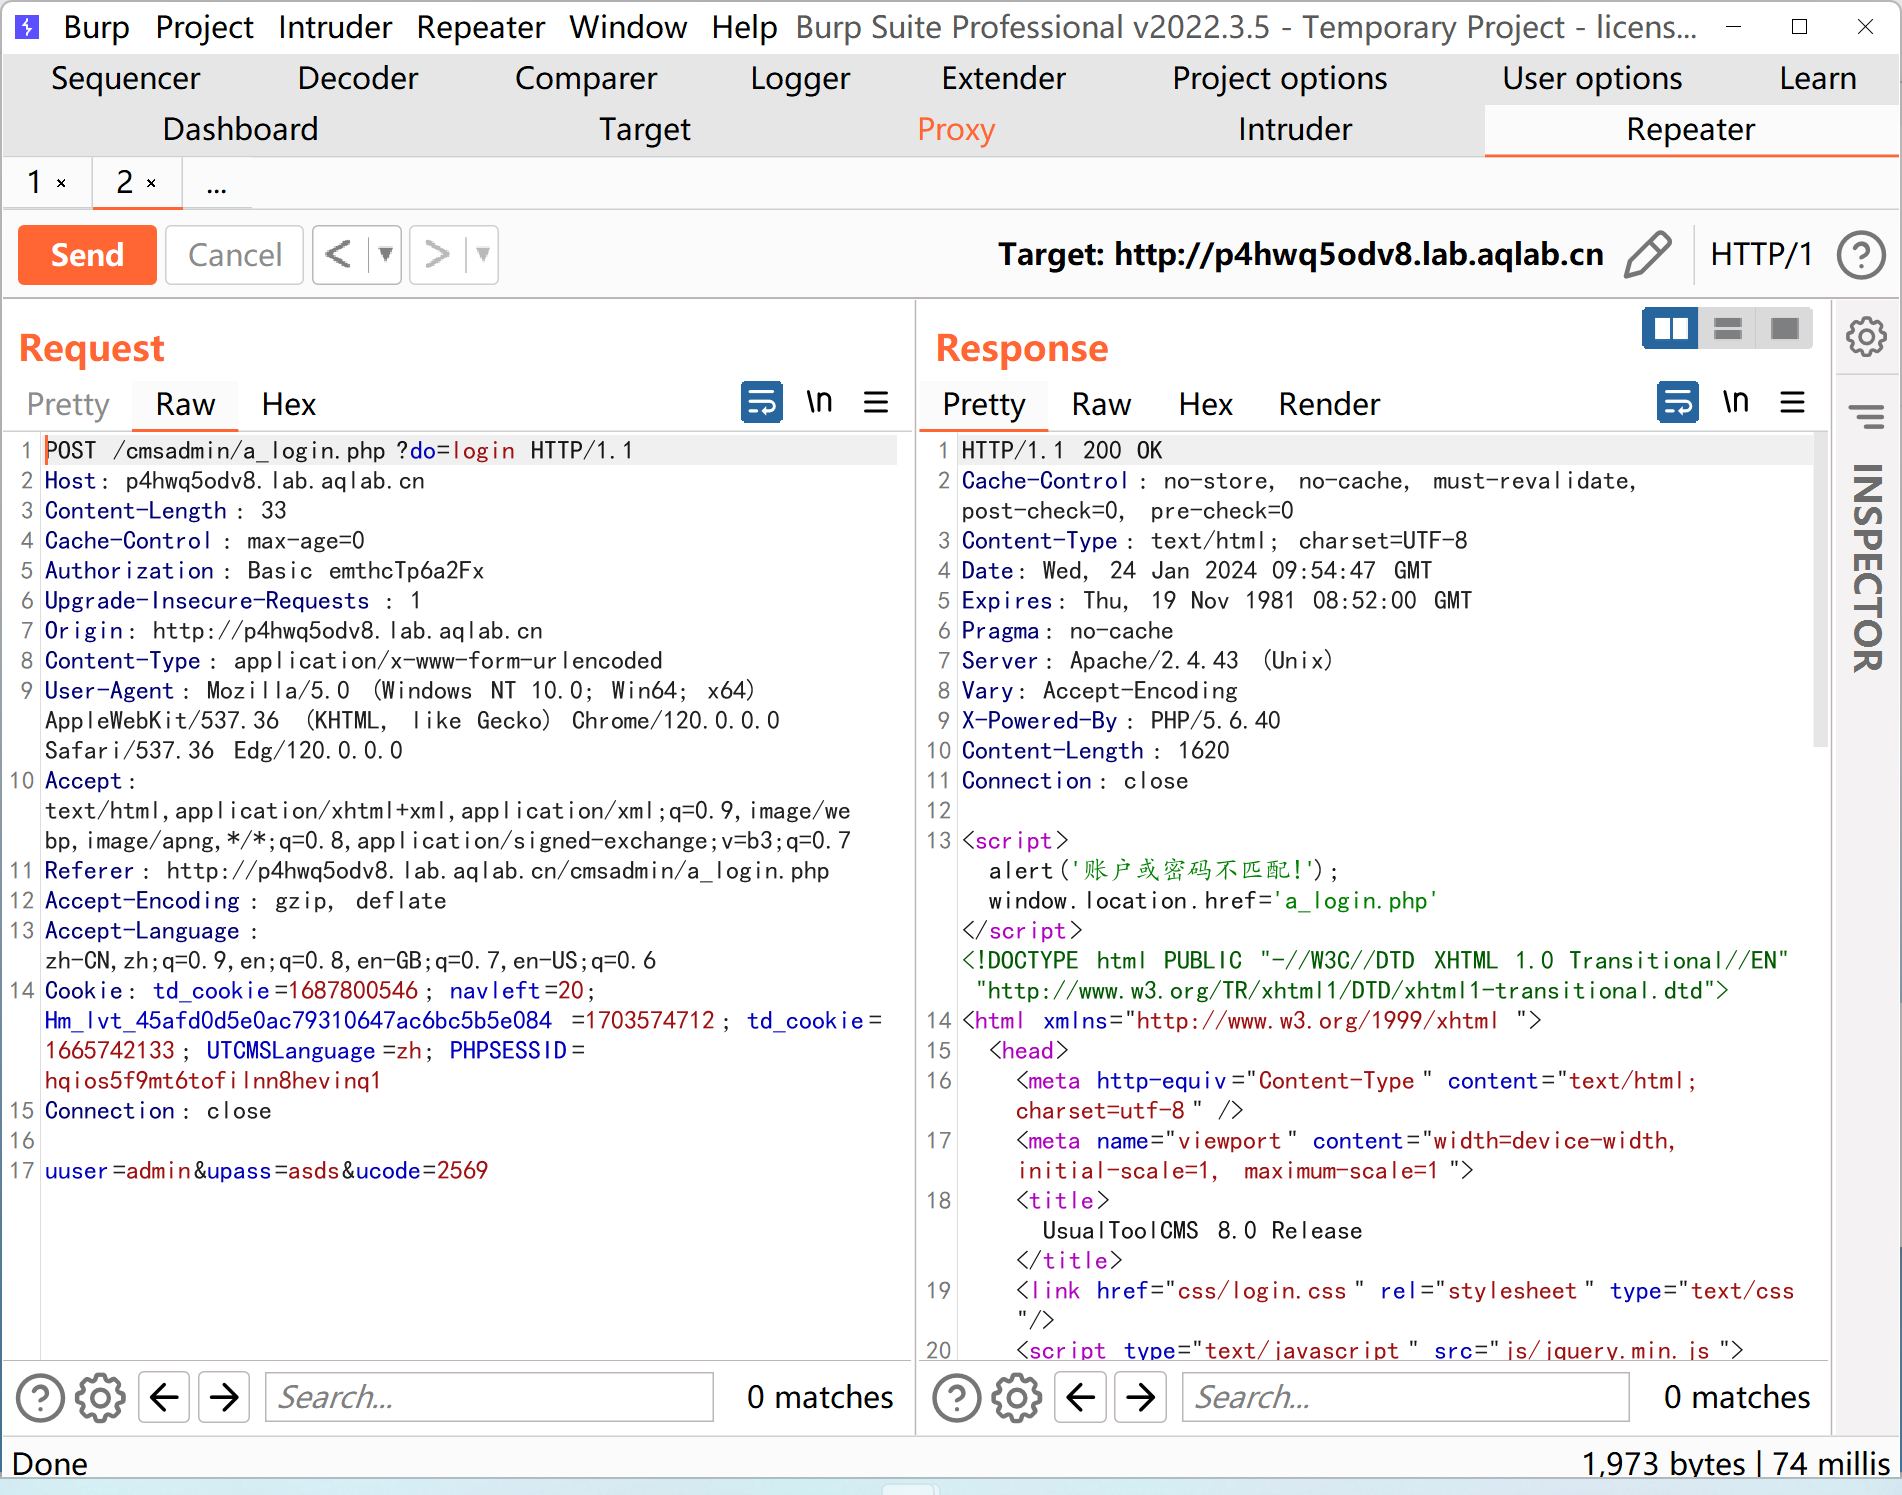 Burp Project Intruder Repeater Window Help Burp Suite Professional v2022.3.5 - Temporary Project - licens...
Sequencer Decoder Comparer Logger Extender Project options User options Learn
Dashboard Target Proxy Intruder Repeater
1 × 2 × ...
Send Cancel < > Target: http://p4hwq5odv8.lab.aqlab.cn HTTP/1 ?
Request
Pretty Raw Hex \n
1 POST /cmsadmin/a_login.php?do=login HTTP/1.1
2 Host: p4hwq5odv8.lab.aqlab.cn
3 Content-Length: 33
4 Cache-Control: max-age=0
5 Authorization: Basic emthcTp6a2Fx
6 Upgrade-Insecure-Requests: 1
7 Origin: http://p4hwq5odv8.lab.aqlab.cn
8 Content-Type: application/x-www-form-urlencoded
9 User-Agent: Mozilla/5.0 (Windows NT 10.0; Win64; x64)
AppleWebKit/537.36 (KHTML, like Gecko) Chrome/120.0.0.0
Safari/537.36 Edg/120.0.0.0
10 Accept:
text/html,application/xhtml+xml,application/xml;q=0.9,image/we
bp,image/apng,*/*;q=0.8,application/signed-exchange;v=b3;q=0.7
11 Referer: http://p4hwq5odv8.lab.aqlab.cn/cmsadmin/a_login.php
12 Accept-Encoding: gzip, deflate
13 Accept-Language:
zh-CN,zh;q=0.9,en;q=0.8,en-GB;q=0.7,en-US;q=0.6
14 Cookie: td_cookie=1687800546; navleft=20;
Hm_lvt_45afd0d5e0ac79310647ac6bc5b5e084=1703574712; td_cookie=
1665742133; UTCMSLanguage=zh; PHPSESSID=
hqios5f9mt6tofilnn8hevinq1
15 Connection: close
16
17 uuser=admin&upass=asds&ucode=2569
? Search... 0 matches
Response
Pretty Raw Hex Render \n
1 HTTP/1.1 200 OK
2 Cache-Control: no-store, no-cache, must-revalidate,
post-check=0, pre-check=0
3 Content-Type: text/html; charset=UTF-8
4 Date: Wed, 24 Jan 2024 09:54:47 GMT
5 Expires: Thu, 19 Nov 1981 08:52:00 GMT
6 Pragma: no-cache
7 Server: Apache/2.4.43 (Unix)
8 Vary: Accept-Encoding
9 X-Powered-By: PHP/5.6.40
10 Content-Length: 1620
11 Connection: close
12
13 <script>
alert('账户或密码不匹配!');
window.location.href='a_login.php'
</script>
<!DOCTYPE html PUBLIC "-//W3C//DTD XHTML 1.0 Transitional//EN"
"http://www.w3.org/TR/xhtml1/DTD/xhtml1-transitional.dtd">
14 <html xmlns="http://www.w3.org/1999/xhtml">
15 <head>
16 <meta http-equiv="Content-Type" content="text/html;
charset=utf-8" />
17 <meta name="viewport" content="width=device-width,
initial-scale=1, maximum-scale=1">
18 <title>
UsualToolCMS 8.0 Release
</title>
19 <link href="css/login.css" rel="stylesheet" type="text/css
"/>
20 <script type="text/javascript" src="js/jquery.min.js">
? Search... 0 matches
INSPECTOR
Done 1,973 bytes | 74 millis